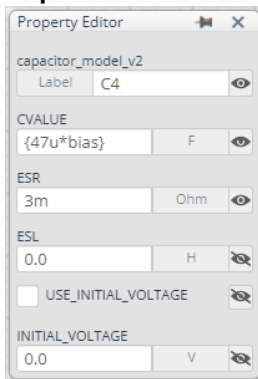 Property Editor
capacitor_model_v2
Label C4
CVALUE
{47u*bias} F
ESR
3m Ohm
ESL
0.0 H
USE_INITIAL_VOLTAGE
INITIAL_VOLTAGE
0.0 V